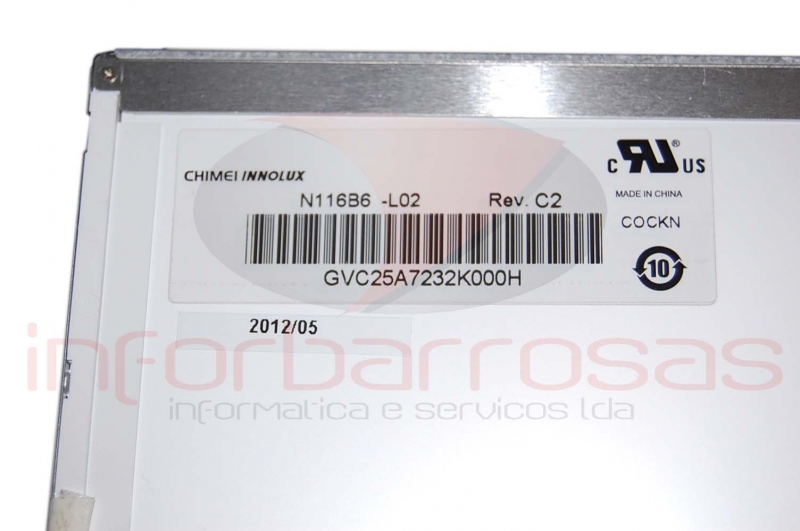 CHIMEI INNOLUX
N116B6 -L02 Rev. C2
GVC25A7232K000H
C RU ® US
MADE IN CHINA
COCKN
10
2012/05
inforbarrosas
informatica e servicos lda